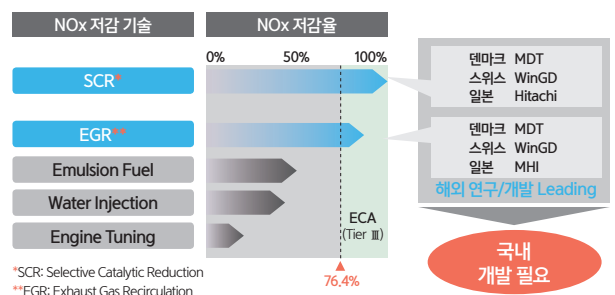 NOx 저감 기술
NOx 저감율
0%
50%
100%
SCR*
EGR**
Emulsion Fuel
Water Injection
Engine Tuning
ECA
(Tier Ⅲ)
76.4%
덴마크 MDT
스위스 WinGD
일본 Hitachi
덴마크 MDT
스위스 WinGD
일본 MHI
해외 연구/개발 Leading
국내
개발 필요
*SCR: Selective Catalytic Reduction
**EGR: Exhaust Gas Recirculation